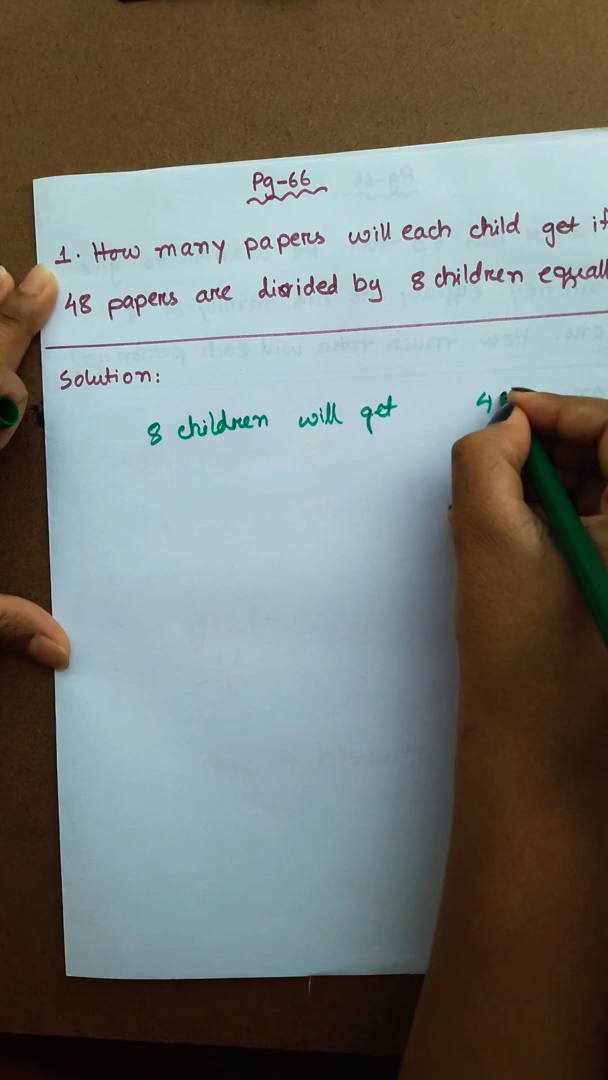 Pg-66
1. How many papers will each child get if
48 papers are divided by 8 children equall
Solution:
8 children will get 4